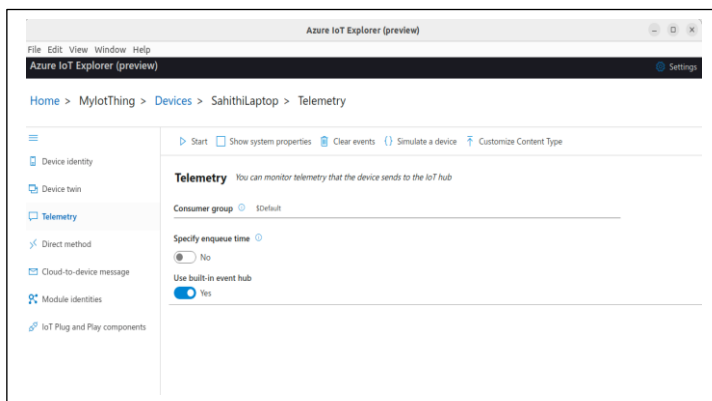 Azure IoT Explorer (preview)
File Edit View Window Help
Azure IoT Explorer (preview)
Settings
Home > MyIotThing > Devices > SahithiLaptop > Telemetry
Start Show system properties Clear events Simulate a device Customize Content Type
Device identity
Device twin
Telemetry
Direct method
Cloud-to-device message
Module identities
IoT Plug and Play components
Telemetry You can monitor telemetry that the device sends to the IoT hub
Consumer group $Default
Specify enqueue time
No
Use built-in event hub
Yes